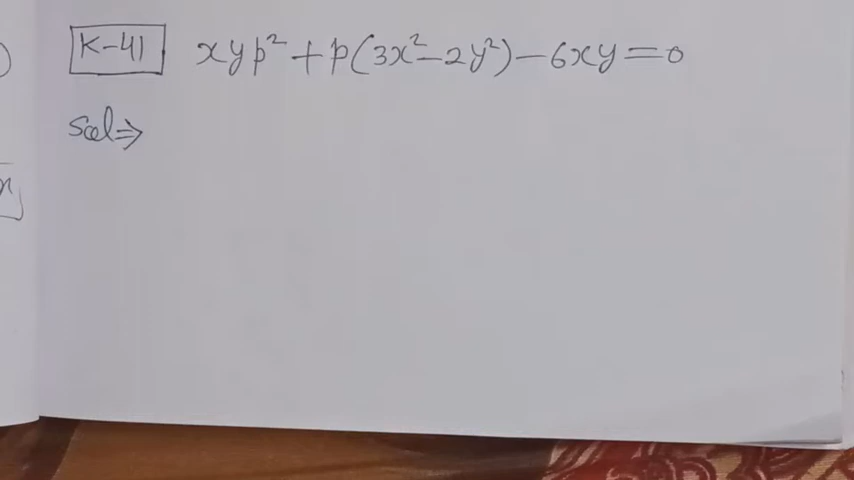 K-41 xyp² + p(3x² - 2y²) - 6xy = 0
Sol ⇒